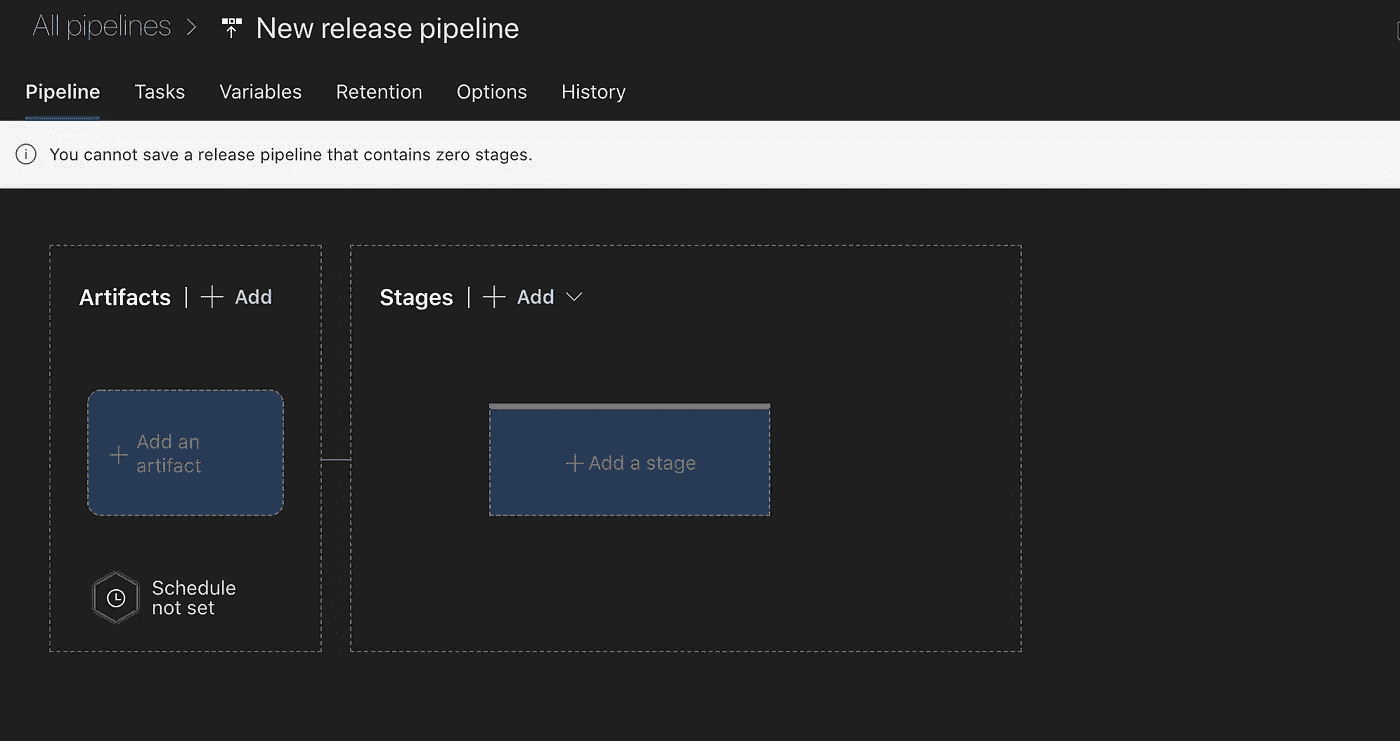 All pipelines > New release pipeline
Pipeline Tasks Variables Retention Options History
You cannot save a release pipeline that contains zero stages.
Artifacts | + Add
Stages | + Add
+ Add an
artifact
+ Add a stage
Schedule
not set